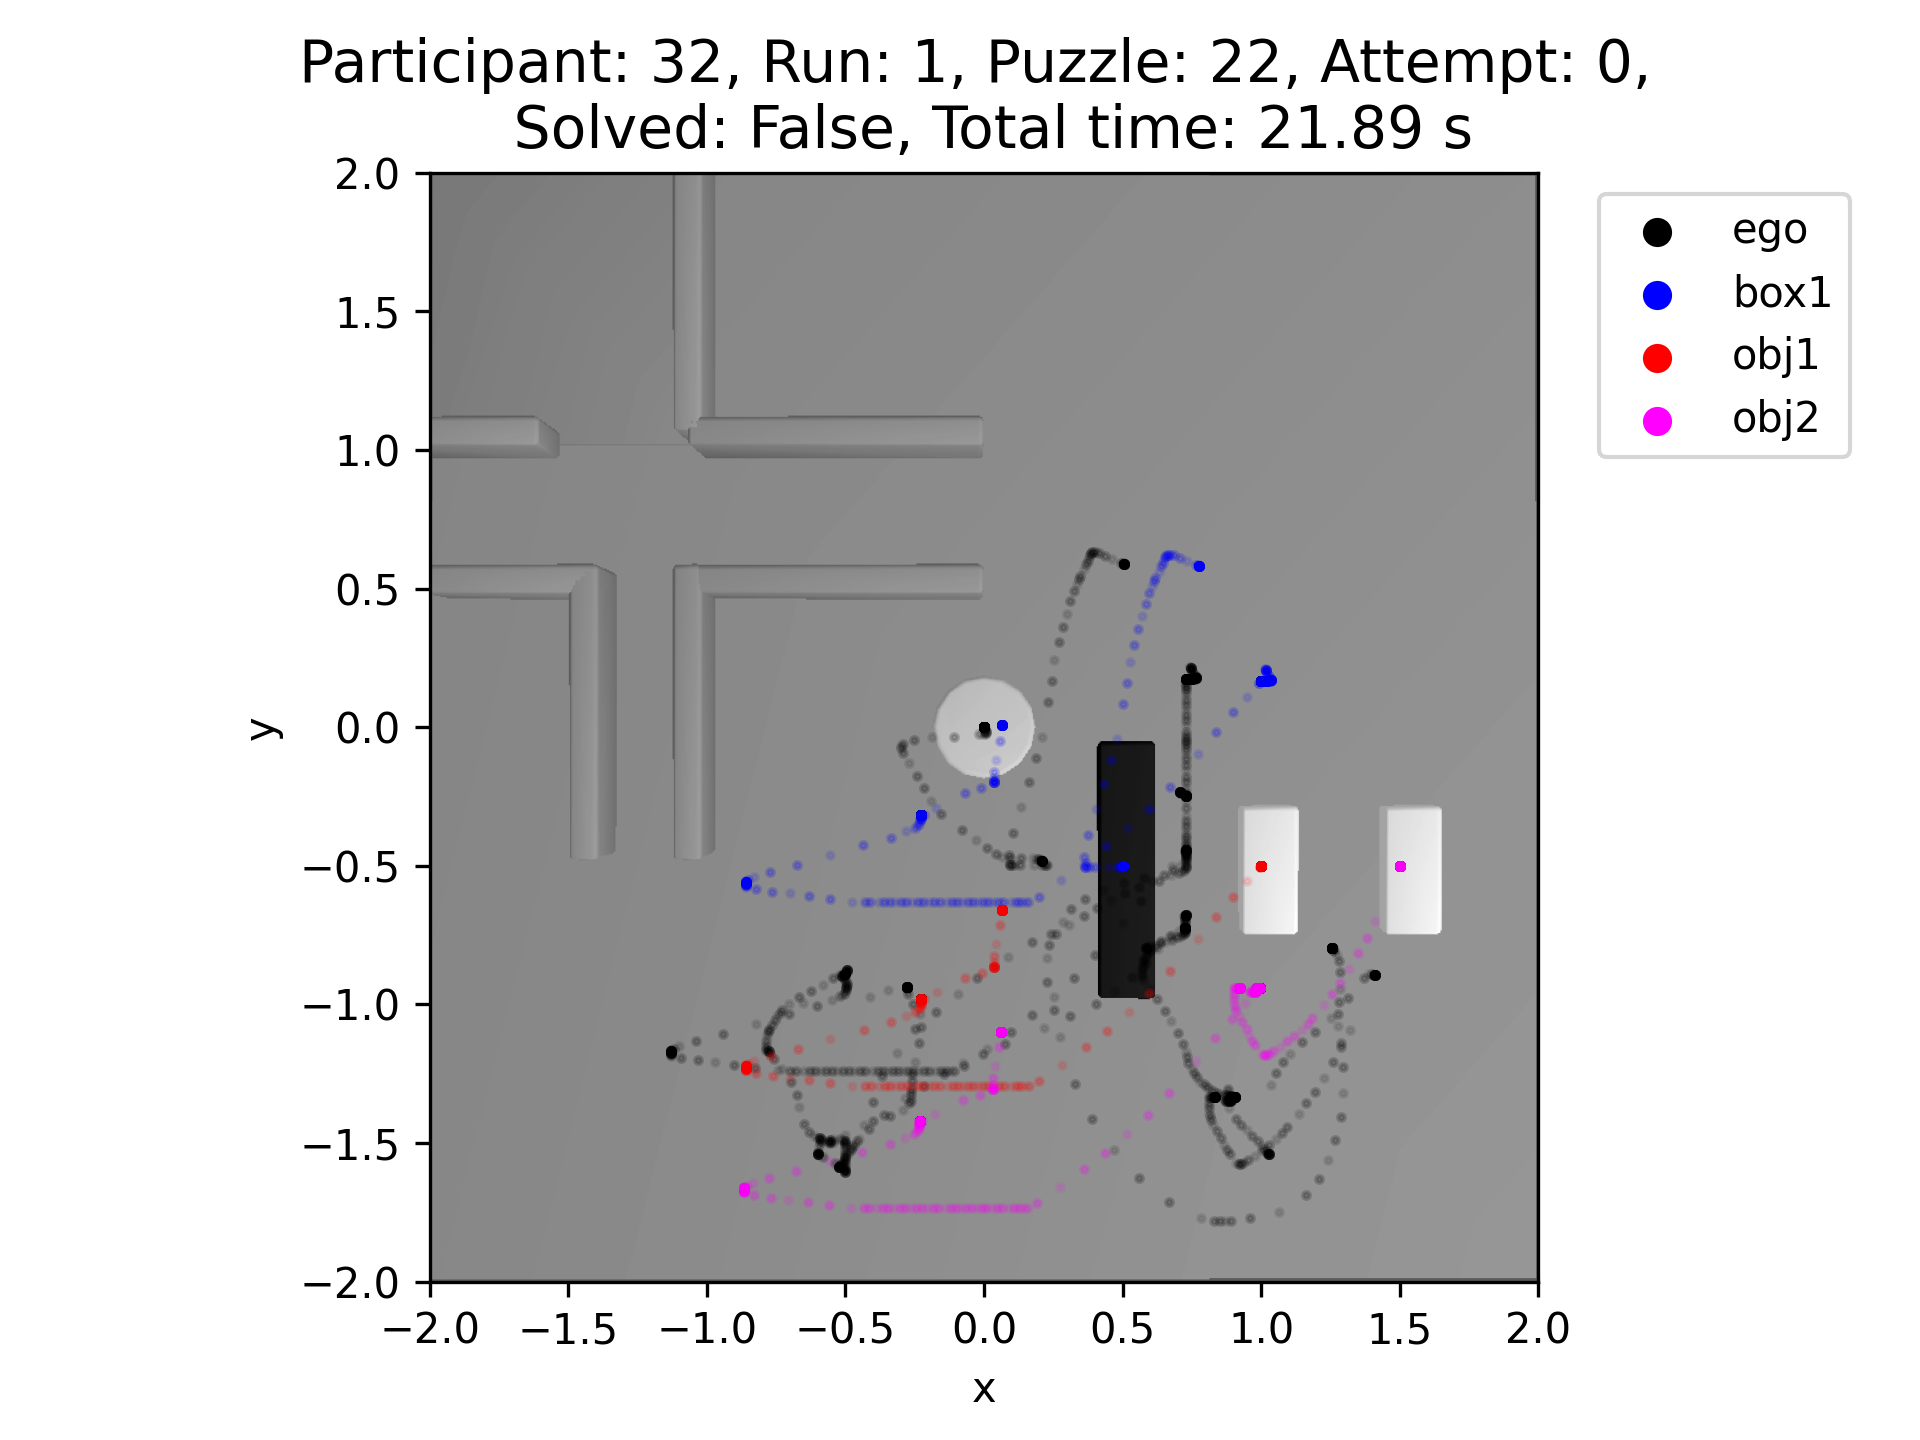 Participant: 32, Run: 1, Puzzle: 22, Attempt: 0,
Solved: False, Total time: 21.89 s
ego
box1
obj1
obj2
2.0
1.5
1.0
0.5
0.0
−0.5
−1.0
−1.5
−2.0
y
−2.0 −1.5 −1.0 −0.5 0.0 0.5 1.0 1.5 2.0
x